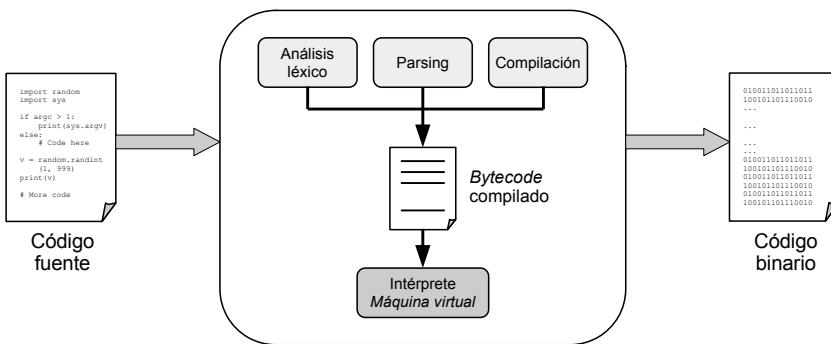 Análisis
léxico
Parsing
Compilación
import random
import sys
if argc > 1:
print(sys.argv)
else:
# Code here
v = random.randint
(1, 999)
print(v)
# More code
Código
fuente
Bytecode
compilado
Intérprete
Máquina virtual
010011011011011
100101101110010
...
...
...
...
010011011011011
100101101110010
010011011011011
100101101110010
010011011011011
100101101110010
Código
binario